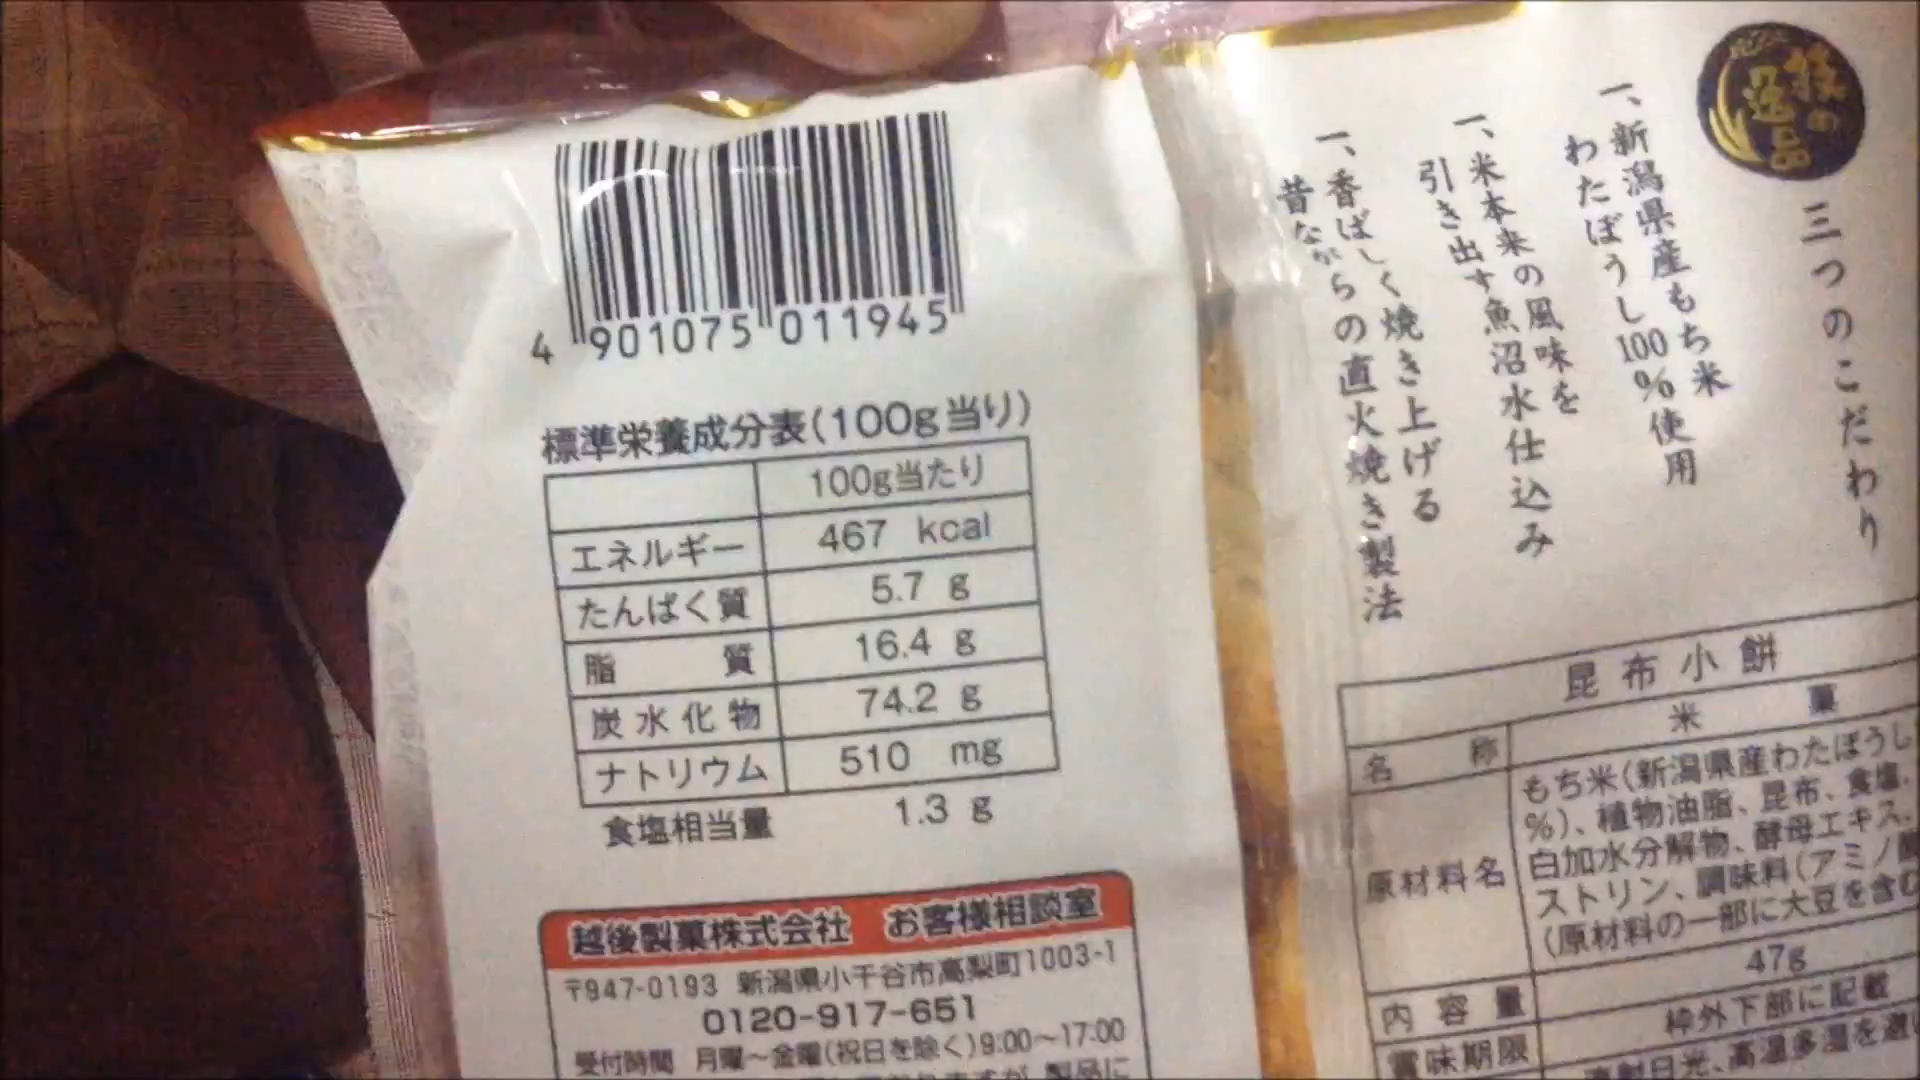 4 901075 011945
標準栄養成分表(100g当り)
100g当たり
エネルギー 467 kcal
たんぱく質 5.7 g
脂質 16.4 g
炭水化物 74.2 g
ナトリウム 510 mg
食塩相当量 1.3 g
越後製菓株式会社 お客様相談室
〒947-0193 新潟県小千谷市高梨町1003-1
0120-917-651
受付時間 月曜～金曜(祝日を除く)9:00～17:00
製品に
技の
逸品
三つのこだわり
一、新潟県産もち米
わたぼうし100%使用
一、米本来の風味を
引き出す魚沼水仕込み
一、香ばしく焼き上げる
昔ながらの直火焼き製法
昆布小餅
名称 米菓
原材料名 もち米(新潟県産わたぼうし
%)、植物油脂、昆布、食塩、
白加水分解物、酵母エキス、
ストリン、調味料(アミノ酸
(原材料の一部に大豆を含む
内容量 47g
賞味期限 枠外下部に記載
直射日光、高温多湿を避